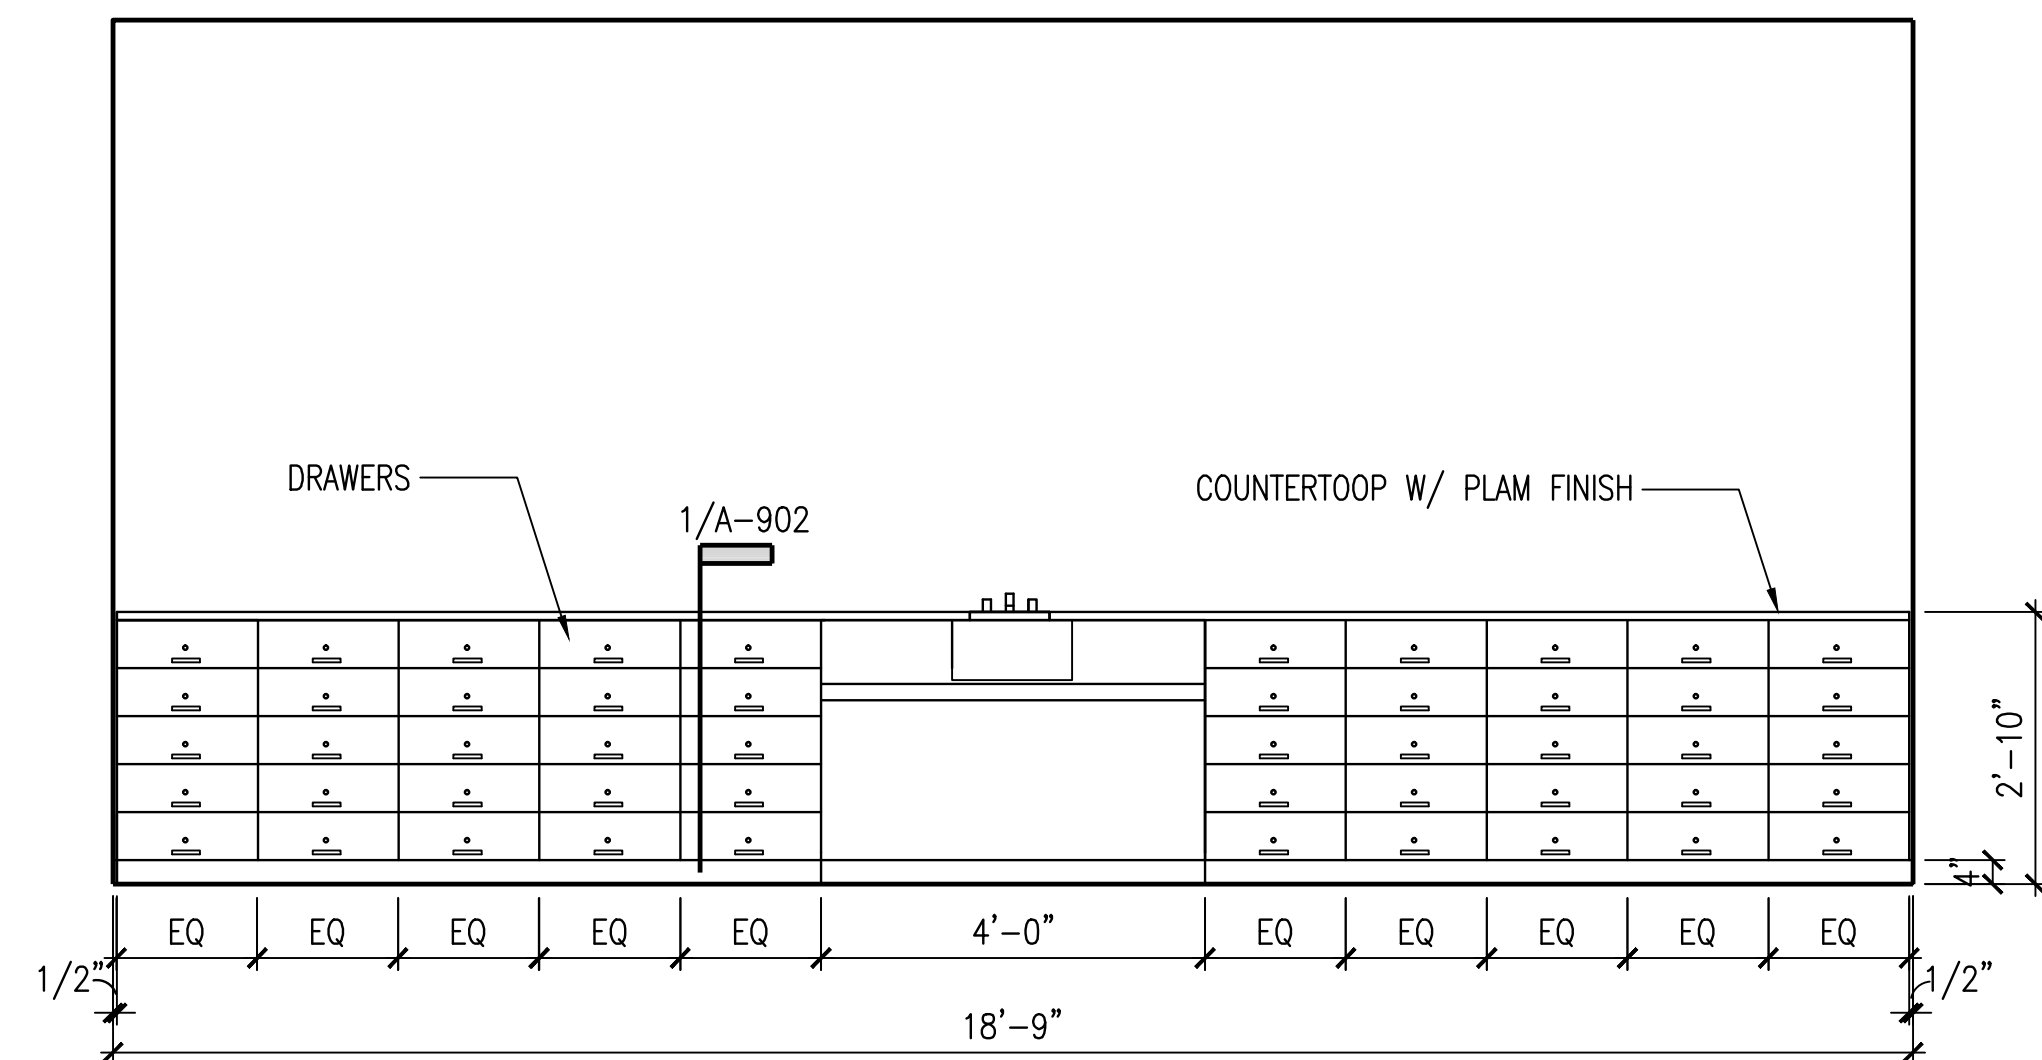 DRAWERS
COUNTERTOOP W/ PLAM FINISH
1/A-902
2'-10"
4"
EQ EQ EQ EQ EQ 4'-0" EQ EQ EQ EQ EQ
1/2" 1/2"
18'-9"